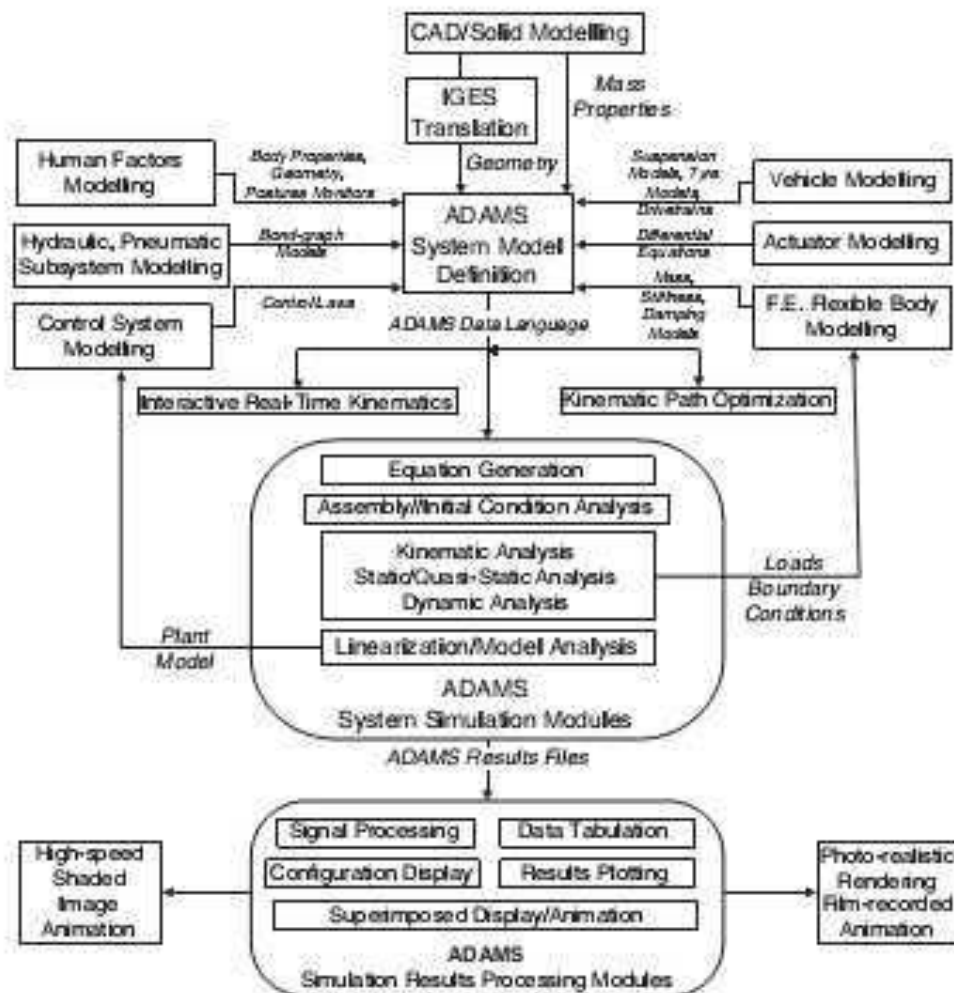 CAD/Solid Modelling
IGES
Translation
Mass
Properties
Geometry
Human Factors
Modelling
Body Properties,
Geometry,
Postures Monitors
Suspension
Models, Tyre
Models,
Drivetrains
Vehicle Modelling
ADAMS
System Model
Definition
Hydraulic, Pneumatic
Subsystem Modelling
Bond-graph
Models
Differential
Equations
Actuator Modelling
Control System
Modelling
Control Laws
Mass,
Stiffness,
Damping
Models
F.E. Flexible Body
Modelling
ADAMS Data Language
Interactive Real-Time Kinematics
Kinematic Path Optimization
Equation Generation
Assembly/Initial Condition Analysis
Kinematic Analysis
Static/Quasi-Static Analysis
Dynamic Analysis
Loads
Boundary
Conditions
Plant
Model
Linearization/Model Analysis
ADAMS
System Simulation Modules
ADAMS Results Files
Signal Processing
Data Tabulation
Configuration Display
Results Plotting
Superimposed Display/Animation
ADAMS
Simulation Results Processing Modules
High-speed
Shaded
Image
Animation
Photo-realistic
Rendering
Film-recorded
Animation